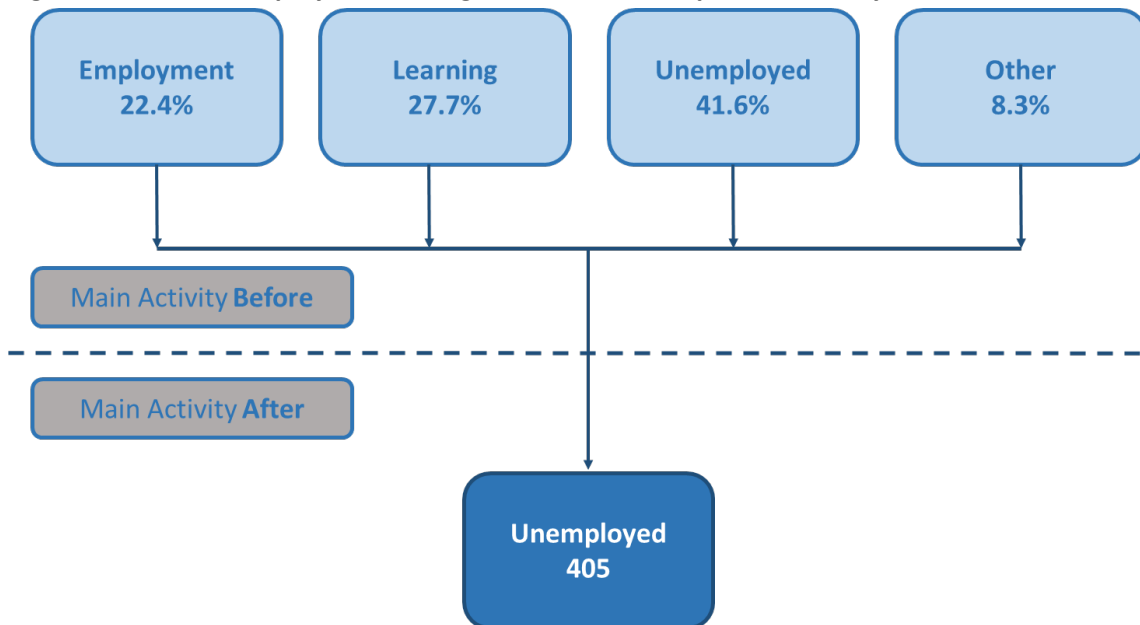 Employment
22.4%
Learning
27.7%
Unemployed
41.6%
Other
8.3%
Main Activity Before
Main Activity After
Unemployed
405